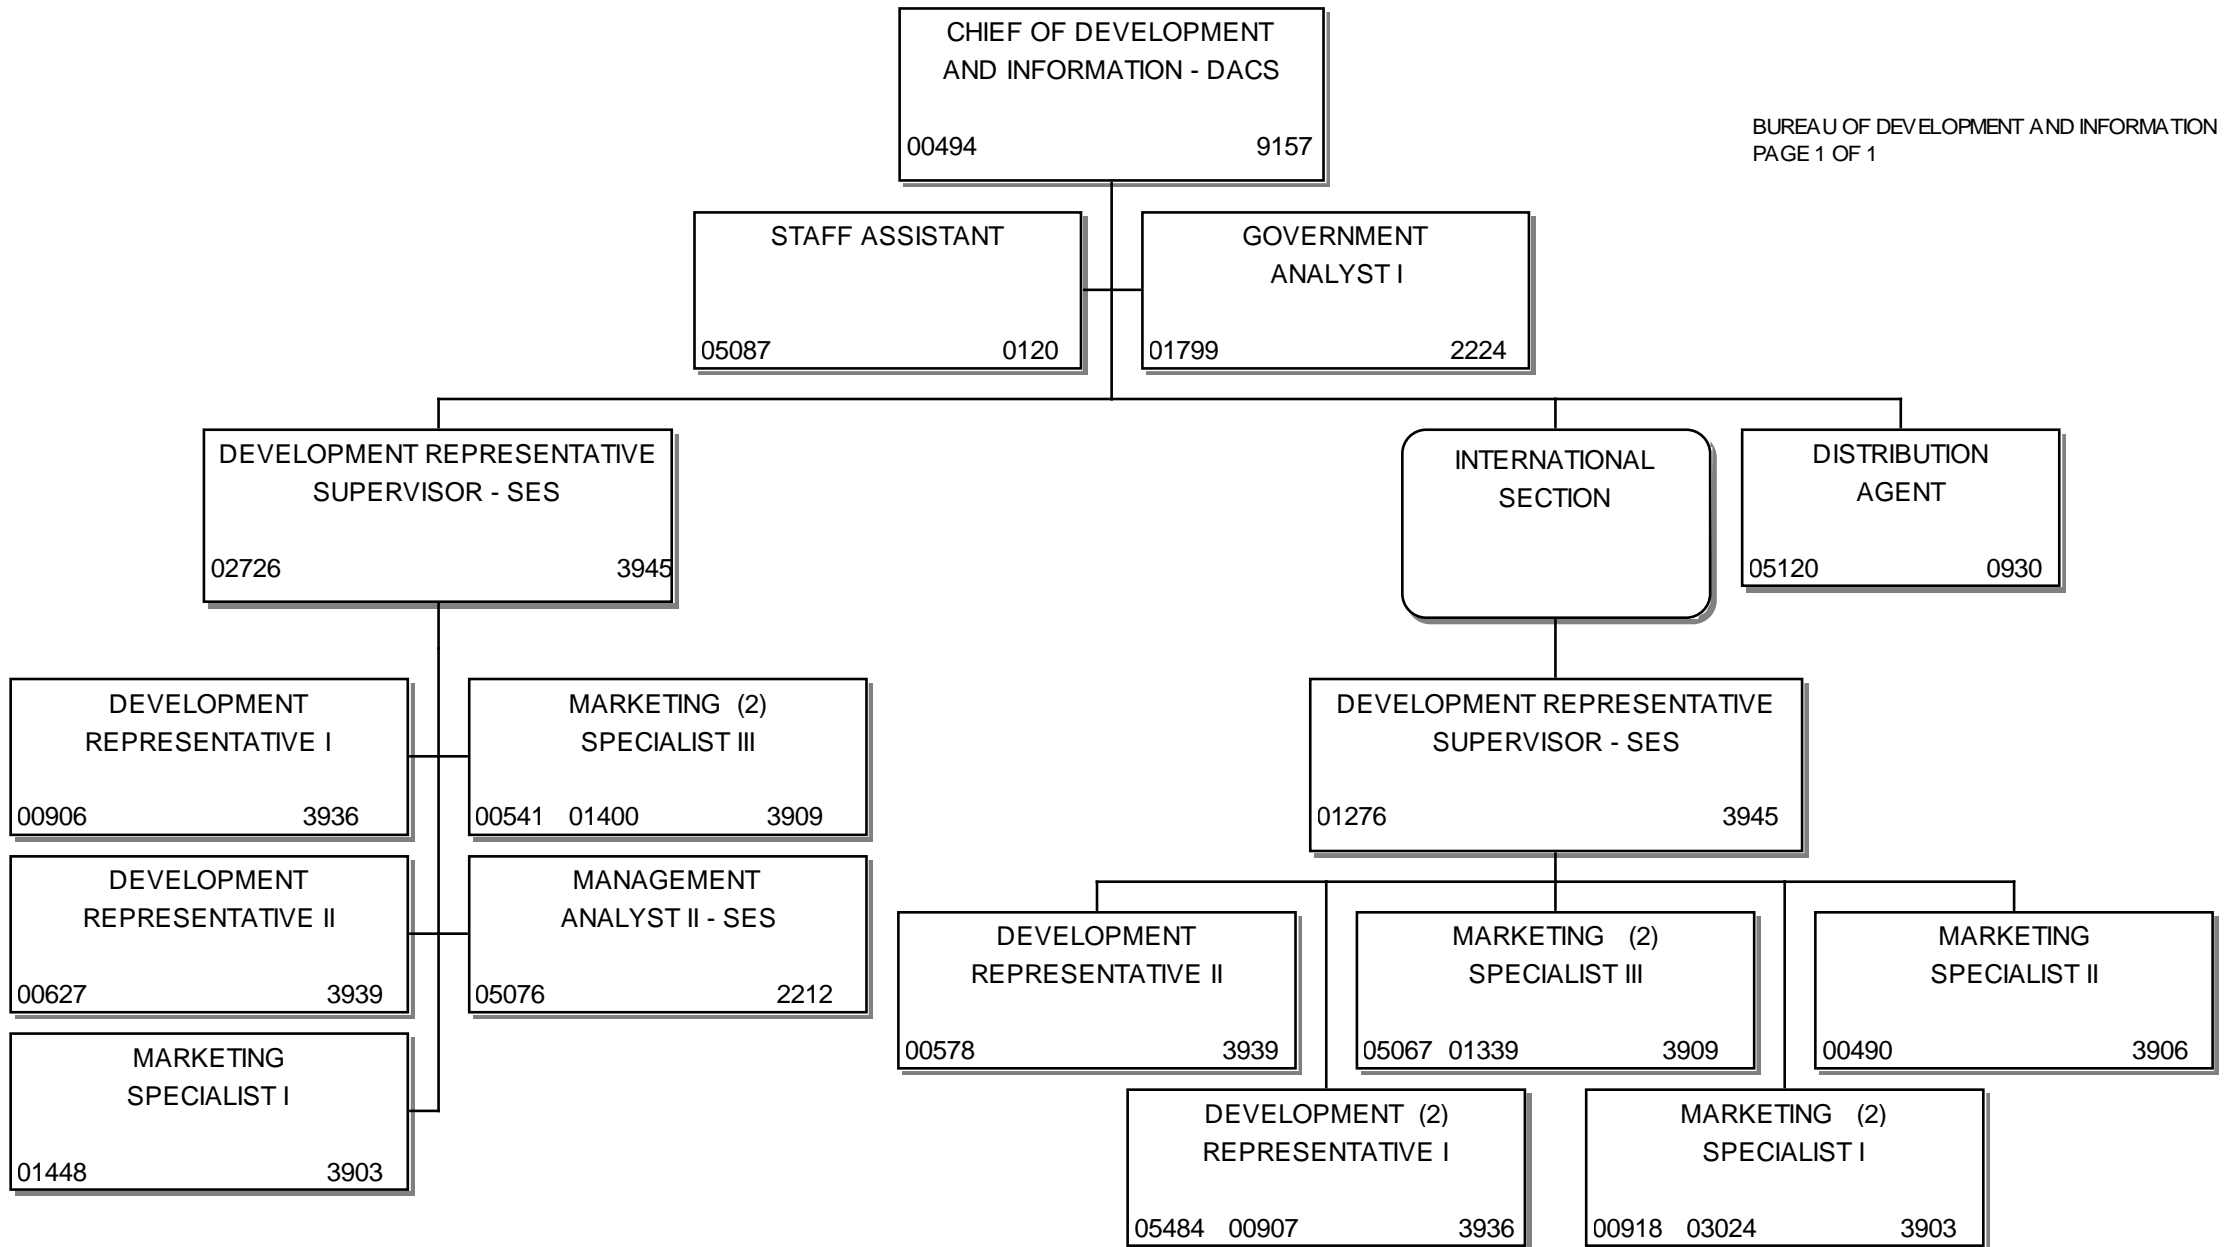 CHIEF OF DEVELOPMENT
AND INFORMATION - DACS
00494 9157
BUREAU OF DEVELOPMENT AND INFORMATION
PAGE 1 OF 1
STAFF ASSISTANT
05087 0120
GOVERNMENT
ANALYST I
01799 2224
DEVELOPMENT REPRESENTATIVE
SUPERVISOR - SES
02726 3945
INTERNATIONAL
SECTION
DISTRIBUTION
AGENT
05120 0930
DEVELOPMENT
REPRESENTATIVE I
00906 3936
MARKETING (2)
SPECIALIST III
00541 01400 3909
DEVELOPMENT
REPRESENTATIVE II
00627 3939
MANAGEMENT
ANALYST II - SES
05076 2212
MARKETING
SPECIALIST I
01448 3903
DEVELOPMENT REPRESENTATIVE
SUPERVISOR - SES
01276 3945
DEVELOPMENT
REPRESENTATIVE II
00578 3939
MARKETING (2)
SPECIALIST III
05067 01339 3909
MARKETING
SPECIALIST II
00490 3906
DEVELOPMENT (2)
REPRESENTATIVE I
05484 00907 3936
MARKETING (2)
SPECIALIST I
00918 03024 3903